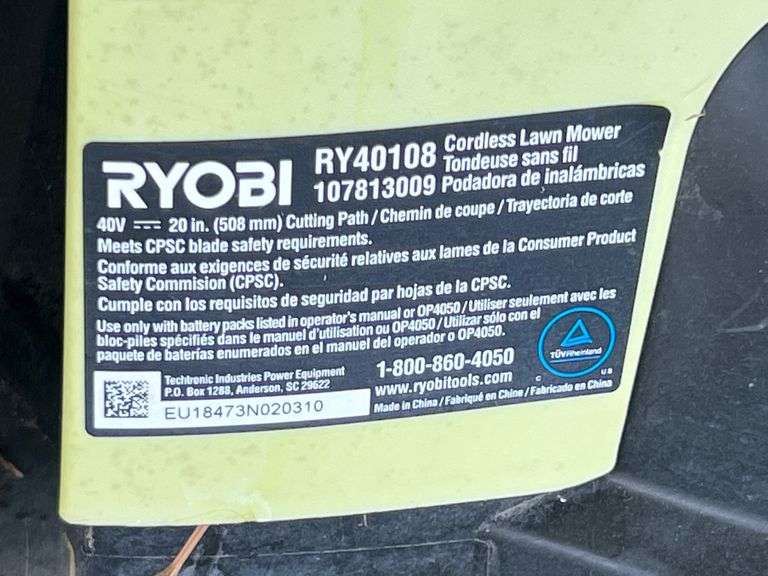 RYOBI
RY40108 Cordless Lawn Mower
Tondeuse sans fil
107813009 Podadora de inalámbricas
40V 20 in. (508 mm) Cutting Path / Chemin de coupe / Trayectoria de corte
Meets CPSC blade safety requirements.
Conforme aux exigences de sécurité relatives aux lames de la Consumer Product
Safety Commision (CPSC).
Cumple con los requisitos de seguridad par hojas de la CPSC.
Use only with battery packs listed in operator's manual or OP4050 / Utiliser seulement avec les
bloc-piles spécifiés dans le manuel d'utilisation ou OP4050 / Utilizar sólo con el
paquete de baterías enumerados en el manuel del operador o OP4050.
Techtronic Industries Power Equipment
P.O. Box 1288, Anderson, SC 29622
EU18473N020310
1-800-860-4050
www.ryobitools.com
Made in China / Fabriqué en Chine / Fabricado en China
TÜVRheinland
C US